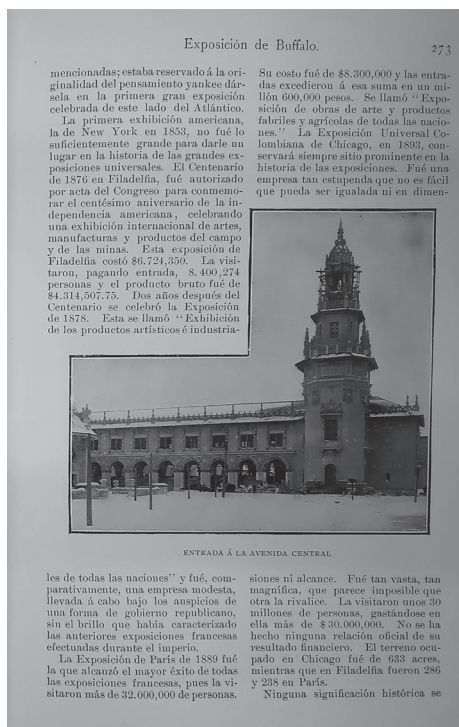 Exposición de Buffalo.
273
mencionadas; estaba reservado á la ori-
ginalidad del pensamiento yankee dár-
sela en la primera gran exposición
celebrada de este lado del Atlántico.
La primera exhibición americana,
la de New York en 1853, no fué lo
suficientemente grande para darle un
lugar en la historia de las grandes ex-
posiciones universales. El Centenario
de 1876 en Filadelfia, fué autorizado
por acta del Congreso para conmemo-
rar el centésimo aniversario de la in-
dependencia americana, celebrando
una exhibición internacional de artes,
manufacturas y productos del campo
y de las minas. Esta exposición de
Filadelfia costó $6.724,350. La visi-
taron, pagando entrada, 8.400,274
personas y el producto bruto fué de
$4.314,507.75. Dos años después del
Centenario se celebró la Exposición
de 1878. Esta se llamó "Exhibición
de los productos artísticos é industria-
les de todas las naciones" y fué, com-
parativamente, una empresa modesta,
llevada á cabo bajo los auspicios de
una forma de gobierno republicano,
sin el brillo que había caracterizado
las anteriores exposiciones francesas
efectuadas durante el imperio.
La Exposición de París de 1889 fué
la que alcanzó el mayor éxito de todas
las exposiciones francesas, pues la vi-
sitaron más de 32.000,000 de personas.
Su costo fué de $8.300,000 y las entra-
das excedieron á esa suma en un mi-
llón 600,000 pesos. Se llamó "Expo-
sición de obras de arte y productos
fabriles y agrícolas de todas las nacio-
nes." La Exposición Universal Co-
lombiana de Chicago, en 1893, con-
servará siempre sitio prominente en la
historia de las exposiciones. Fué una
empresa tan estupenda que no es fácil
que pueda ser igualada ni en dimen-
ENTRADA Á LA AVENIDA CENTRAL
siones ni alcance. Fué tan vasta, tan
magnífica, que parece imposible que
otra la rivalice. La visitaron unos 30
millones de personas, gastándose en
ella más de $30.000,000. No se ha
hecho ninguna relación oficial de su
resultado financiero. El terreno ocu-
pado en Chicago fué de 633 acres,
mientras que en Filadelfia fueron 286
y 238 en París.
Ninguna significación histórica se